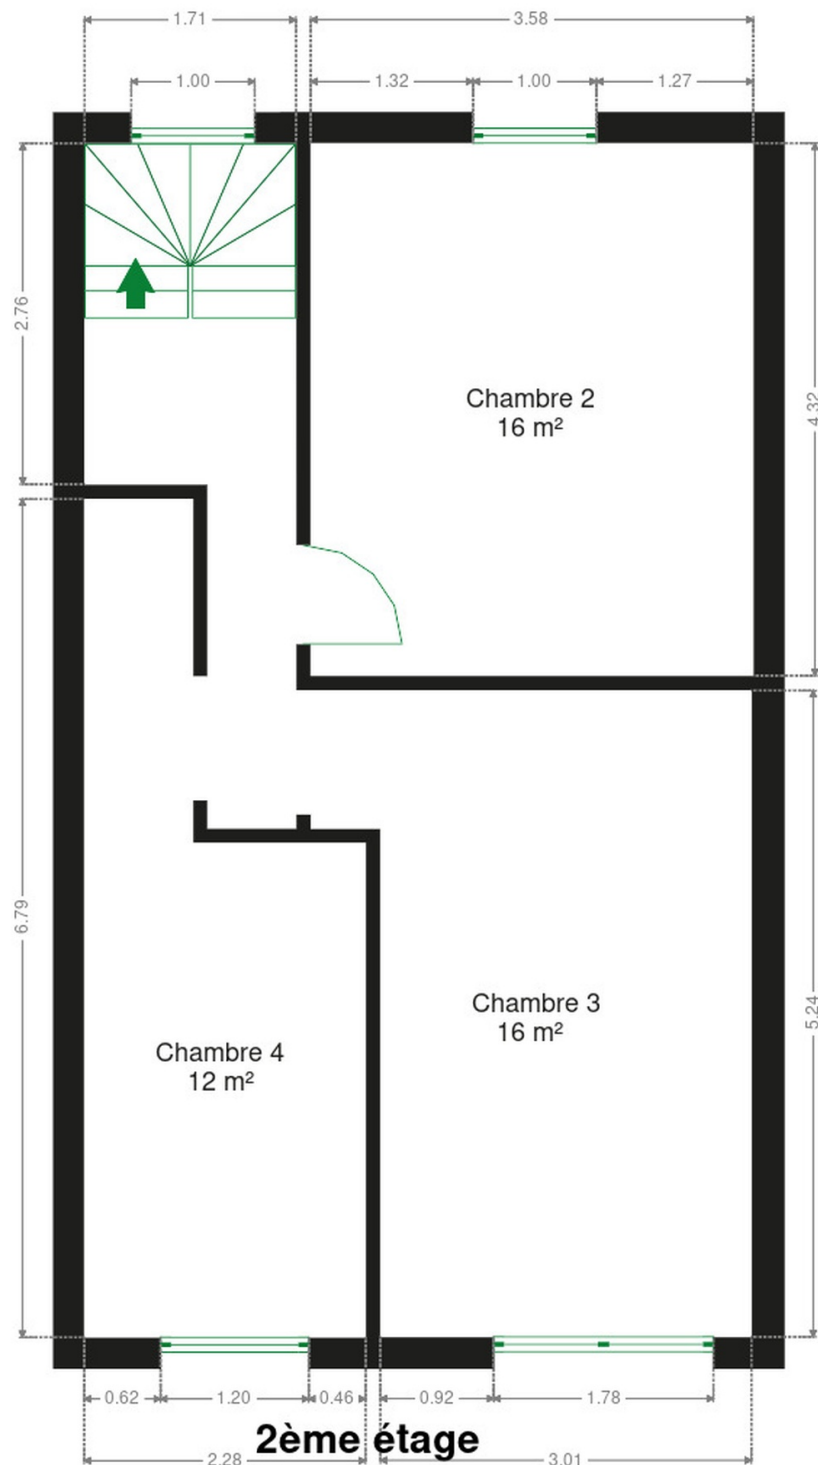 1.71
3.58
1.00
1.32
1.00
1.27
2.76
4.32
Chambre 2
16 m²
6.79
5.24
Chambre 3
16 m²
Chambre 4
12 m²
0.62
1.20
0.46
0.92
1.78
2ème étage
2.28
3.01